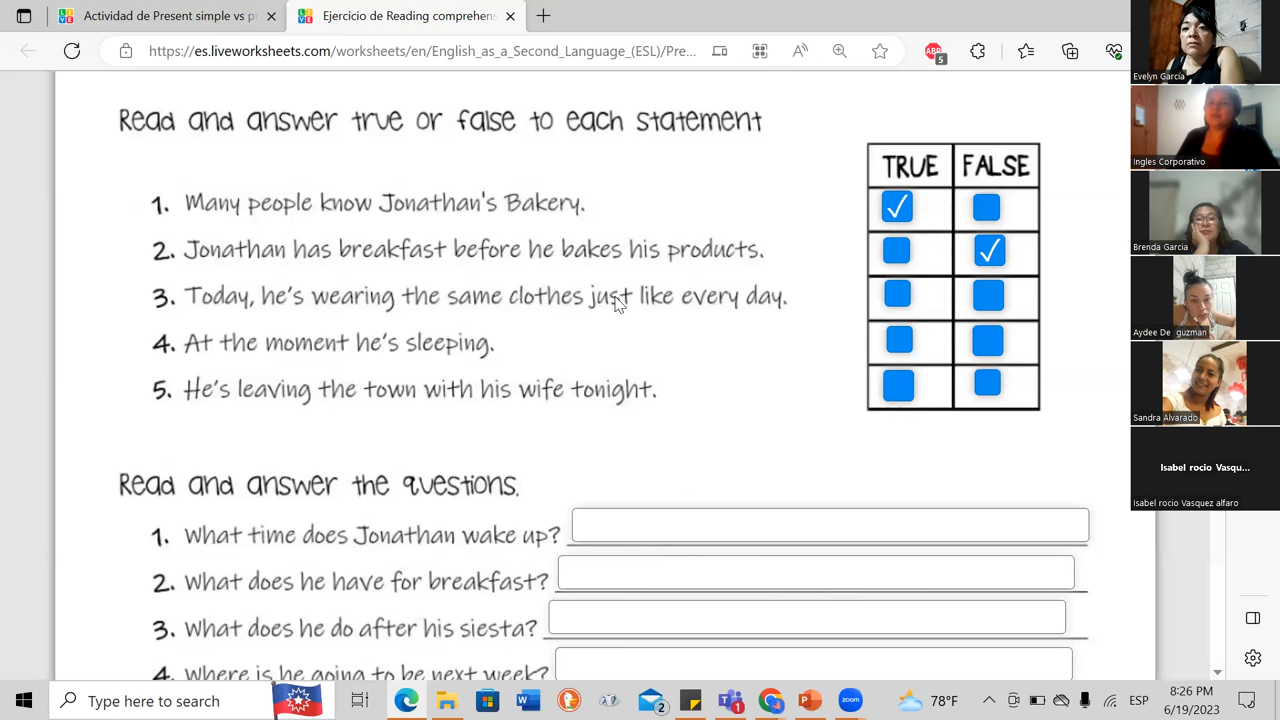 Actividad de Present simple vs pr
Ejercicio de Reading comprehens
https://es.liveworksheets.com/worksheets/en/English_as_a_Second_Language_(ESL)/Pre...
ABP
5
Read and answer true or false to each statement
TRUE FALSE
1. Many people know Jonathan's Bakery.
2. Jonathan has breakfast before he bakes his products.
3. Today, he's wearing the same clothes just like every day.
4. At the moment he's sleeping.
5. He's leaving the town with his wife tonight.
Read and answer the questions.
1. What time does Jonathan wake up?
2. What does he have for breakfast?
3. What does he do after his siesta?
4. Where is he going to be next week?
Evelyn García
Ingles Corporativo
Brenda Garcia
Aydee De guzman
Sandra Alvarado
Isabel rocio Vasqu...
Isabel rocio Vasquez alfaro
Type here to search
2
1
78°F
ESP
8:26 PM
6/19/2023